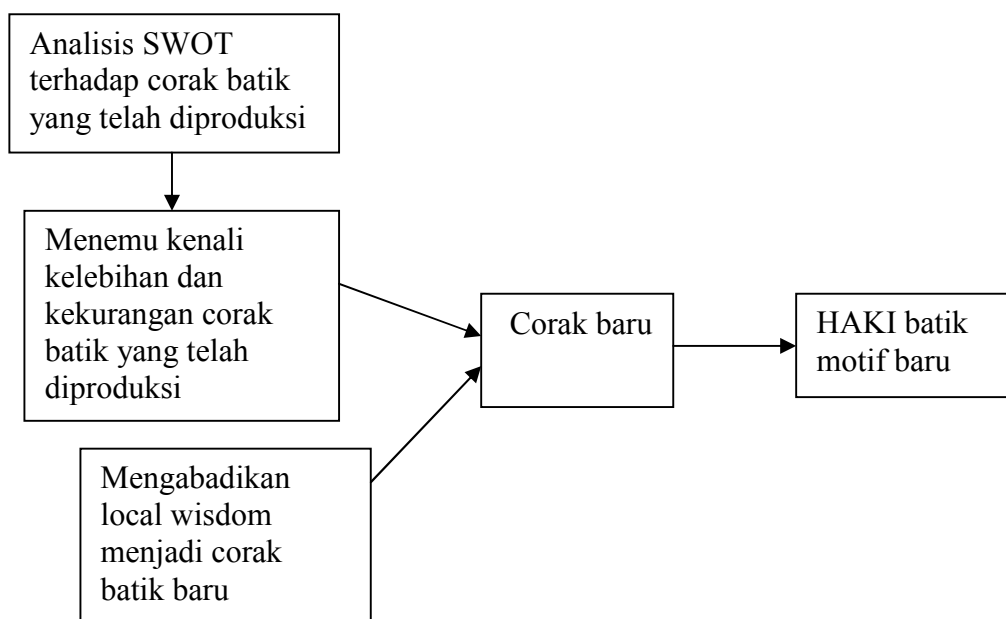 Analisis SWOT
terhadap corak batik
yang telah diproduksi
Menemu kenali
kelebihan dan
kekurangan corak
batik yang telah
diproduksi
Corak baru
HAKI batik
motif baru
Mengabadikan
local wisdom
menjadi corak
batik baru